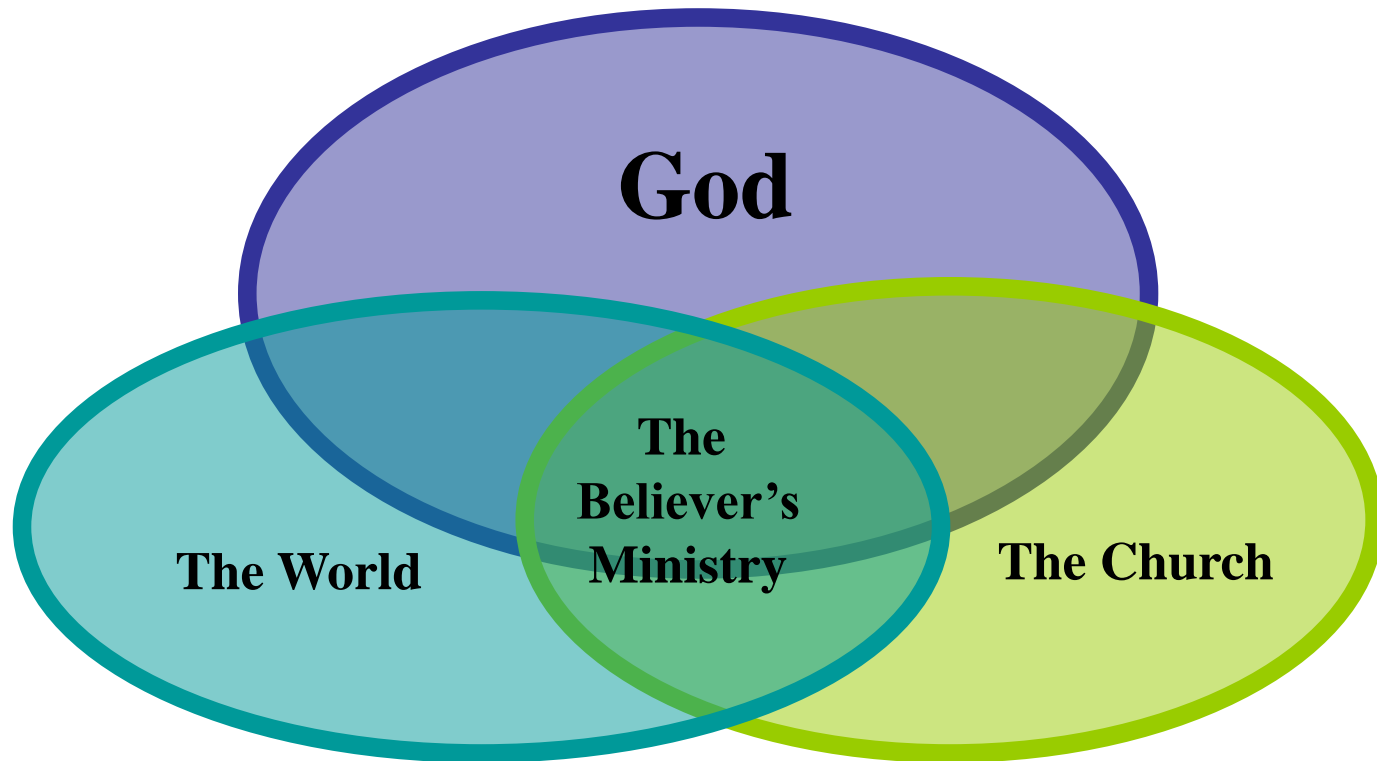 God
The
Believer’s
Ministry
The World
The Church